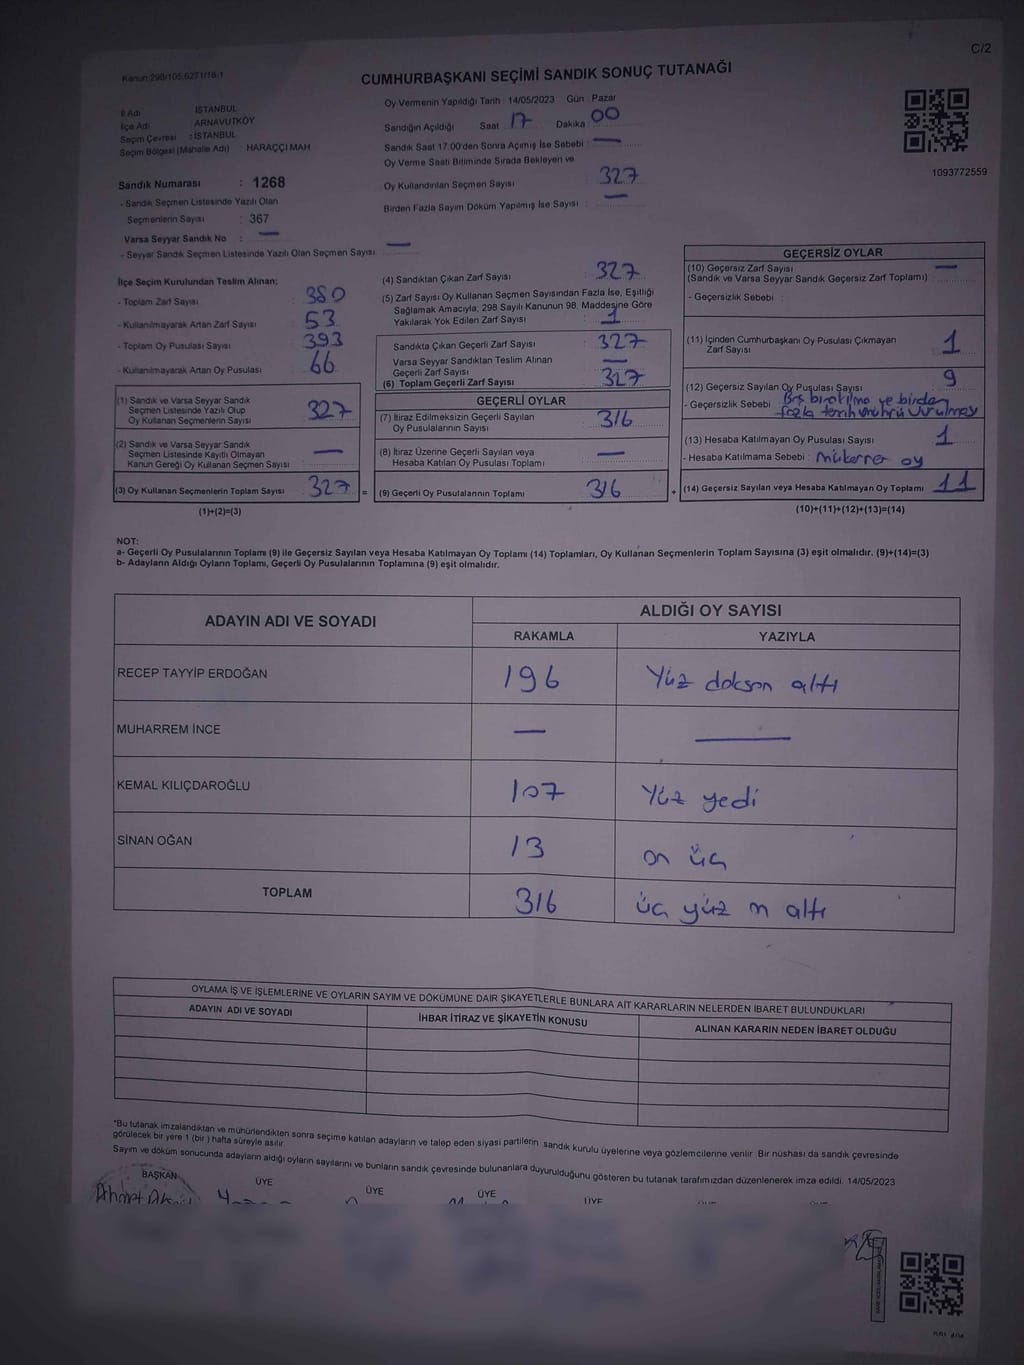 Kanun:298/105,6271/18-1
C/2
CUMHURBAŞKANI SEÇİMİ SANDIK SONUÇ TUTANAĞI
İl Adı : İSTANBUL
İlçe Adı : ARNAVUTKÖY
Seçim Çevresi : İSTANBUL
Seçim Bölgesi (Mahalle Adı) : HARAÇÇI MAH
Sandık Numarası : 1268
- Sandık Seçmen Listesinde Yazılı Olan
Seçmenlerin Sayısı : 367
Varsa Seyyar Sandık No : —
- Seyyar Sandık Seçmen Listesinde Yazılı Olan Seçmen Sayısı : —
Oy Vermenin Yapıldığı Tarih : 14/05/2023 Gün : Pazar
Sandığın Açıldığı Saat : 17 Dakika : 00
Sandık Saat 17:00'den Sonra Açımış İse Sebebi : —
Oy Verme Saati Bitiminde Sırada Bekleyen ve
Oy Kullandırılan Seçmen Sayısı : 327
Birden Fazla Sayım Döküm Yapılmış İse Sayısı : —
1093772559
İlçe Seçim Kurulundan Teslim Alınan;
- Toplam Zarf Sayısı : 380
- Kullanılmayarak Artan Zarf Sayısı : 53
- Toplam Oy Pusulası Sayısı : 393
- Kullanılmayarak Artan Oy Pusulası : 66
(1) Sandık ve Varsa Seyyar Sandık
Seçmen Listesinde Yazılı Olup
Oy Kullanan Seçmenlerin Sayısı : 327
(2) Sandık ve Varsa Seyyar Sandık
Seçmen Listesinde Kayıtlı Olmayan
Kanun Gereği Oy Kullanan Seçmen Sayısı : —
(3) Oy Kullanan Seçmenlerin Toplam Sayısı : 327 =
(1)+(2)=(3)
(4) Sandıktan Çıkan Zarf Sayısı : 327
(5) Zarf Sayısı Oy Kullanan Seçmen Sayısından Fazla İse, Eşitliği
Sağlamak Amacıyla, 298 Sayılı Kanunun 98. Maddesine Göre
Yakılarak Yok Edilen Zarf Sayısı : 1
Sandıkta Çıkan Geçerli Zarf Sayısı : 327
Varsa Seyyar Sandıktan Teslim Alınan
Geçerli Zarf Sayısı : —
(6) Toplam Geçerli Zarf Sayısı : 327
GEÇERLİ OYLAR
(7) İtiraz Edilmeksizin Geçerli Sayılan
Oy Pusulalarının Sayısı : 316
(8) İtiraz Üzerine Geçerli Sayılan veya
Hesaba Katılan Oy Pusulası Toplamı : —
(9) Geçerli Oy Pusulalarının Toplamı : 316 +
GEÇERSİZ OYLAR
(10) Geçersiz Zarf Sayısı : —
(Sandık ve Varsa Seyyar Sandık Geçersiz Zarf Toplamı)
- Geçersizlik Sebebi :
(11) İçinden Cumhurbaşkanı Oy Pusulası Çıkmayan
Zarf Sayısı : 1
(12) Geçersiz Sayılan Oy Pusulası Sayısı : 9
- Geçersizlik Sebebi : Boş bırakılma ve birden
fazla tercih mührü vurulması
(13) Hesaba Katılmayan Oy Pusulası Sayısı : 1
- Hesaba Katılmama Sebebi : Mükerrer oy
(14) Geçersiz Sayılan veya Hesaba Katılmayan Oy Toplamı : 11
(10)+(11)+(12)+(13)=(14)
NOT:
a- Geçerli Oy Pusulalarının Toplamı (9) ile Geçersiz Sayılan veya Hesaba Katılmayan Oy Toplamı (14) Toplamları, Oy Kullanan Seçmenlerin Toplam Sayısına (3) eşit olmalıdır. (9)+(14)=(3)
b- Adayların Aldığı Oyların Toplamı, Geçerli Oy Pusulalarının Toplamına (9) eşit olmalıdır.
ADAYIN ADI VE SOYADI
ALDIĞI OY SAYISI
RAKAMLA YAZIYLA
RECEP TAYYİP ERDOĞAN 196 Yüz doksan altı
MUHARREM İNCE — —
KEMAL KILIÇDAROĞLU 107 Yüz yedi
SİNAN OĞAN 13 on üç
TOPLAM 316 üç yüz on altı
OYLAMA İŞ VE İŞLEMLERİNE VE OYLARIN SAYIM VE DÖKÜMÜNE DAİR ŞİKAYETLERLE BUNLARA AİT KARARLARIN NELERDEN İBARET BULUNDUKLARI
ADAYIN ADI VE SOYADI İHBAR İTİRAZ VE ŞİKAYETİN KONUSU ALINAN KARARIN NEDEN İBARET OLDUĞU
*Bu tutanak imzalandıktan ve mühürlendikten sonra seçime katılan adayların ve talep eden siyasi partilerin sandık kurulu üyelerine veya gözlemcilerine verilir. Bir nüshası da sandık çevresinde
görülecek bir yere 1 (bir) hafta süreyle asılır.
Sayım ve döküm sonucunda adayların aldığı oyların sayılarını ve bunların sandık çevresinde bulunanlara duyurulduğunu gösteren bu tutanak tarafımızdan düzenlenerek imza edildi. 14/05/2023
BAŞKAN ÜYE ÜYE ÜYE ÜYE
Ahmet